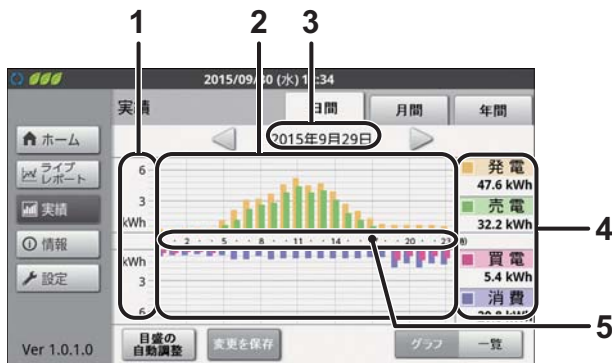 1 2 3
2015/09/30 (水) 1:34
実績 日間 月間 年間
2015年9月29日
ホーム
ライブ
レポート
実績
情報
設定
Ver 1.0.1.0
6
3
kWh
2 5 8 11 14 20 23 時
kWh
3
6
発電
47.6 kWh
売電
32.2 kWh
買電
5.4 kWh
消費
4
5
目盛の
自動調整
変更を保存
グラフ 一覧